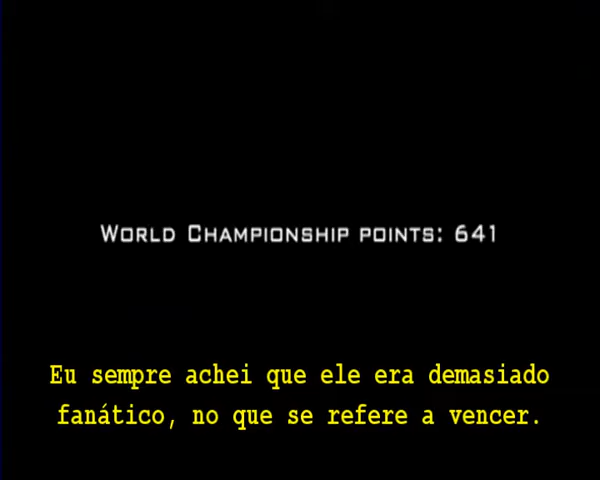 World Championship points: 641
Eu sempre achei que ele era demasiado
fanático, no que se refere a vencer.